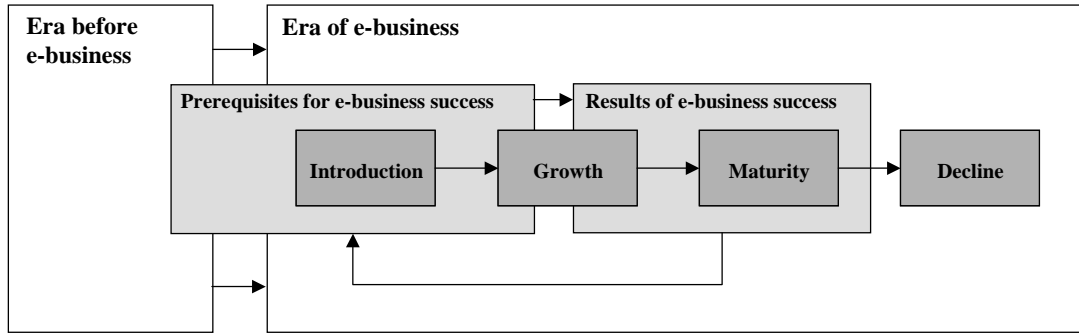 Era before
e-business
Era of e-business
Prerequisites for e-business success
Results of e-business success
Introduction
Growth
Maturity
Decline